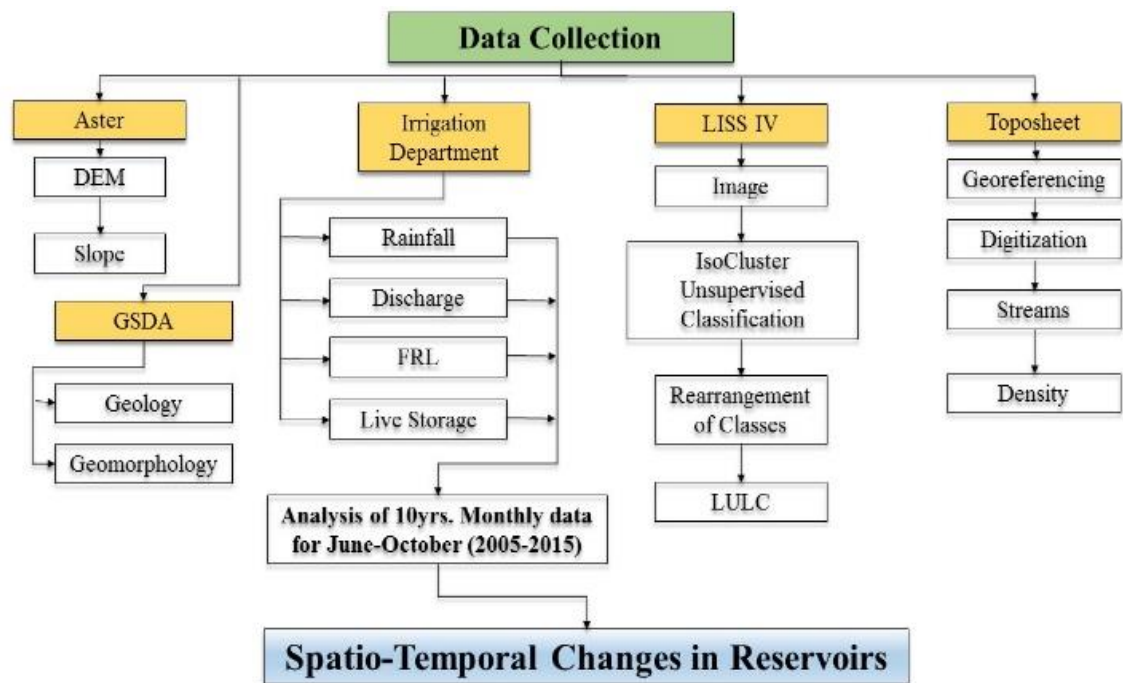 Data Collection
Aster
DEM
Slope
GSDA
Geology
Geomorphology
Irrigation
Department
Rainfall
Discharge
FRL
Live Storage
Analysis of 10yrs. Monthly data
for June-October (2005-2015)
LISS IV
Image
IsoCluster
Unsupervised
Classification
Rearrangement
of Classes
LULC
Toposheet
Georeferencing
Digitization
Streams
Density
Spatio-Temporal Changes in Reservoirs